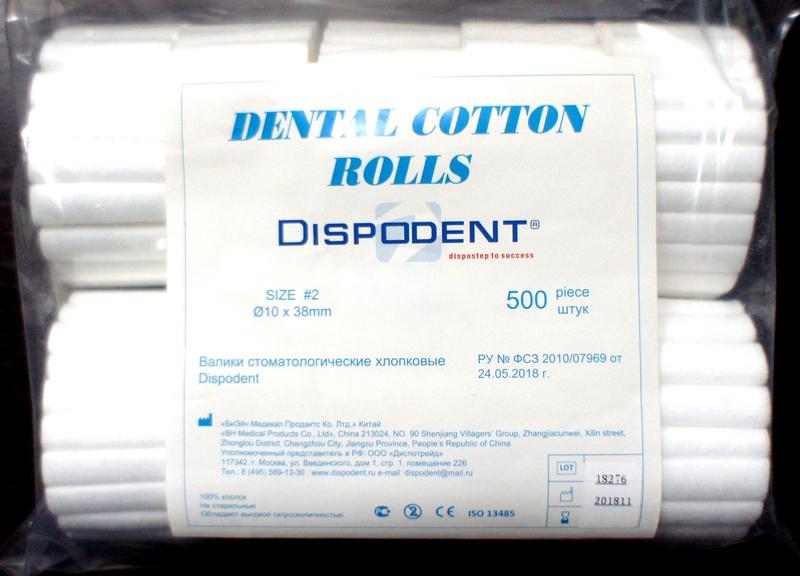 DENTAL COTTON
ROLLS
DISPODENT®
dispostep to success
SIZE #2
Ø10 x 38mm
500 piece
штук
Валики стоматологические хлопковые
Dispodent
РУ № ФСЗ 2010/07969 от
24.05.2018 г.
«БиЭйч Медикал Продактс Ко. Лтд.» Китай
«BH Medical Products Co., Ltd», China 213024, NO. 90 Shenjiang Villagers' Group, Zhangjiacunwei, Xilin street,
Zhonglou District, Changzhou City, Jiangsu Province, People's Republic of China
Уполномоченный представитель в РФ: ООО «Диспотрейд»
117342, г. Москва, ул. Введенского, дом 1, стр. 1, помещение 226
Тел.: 8 (495) 589-13-30 www.dispodent.ru e-mail: dispodent@mail.ru
100% хлопок
Не стерильные
Обладают высокой гигроскопичностью
2 CE ISO 13485
LOT 18276
201811